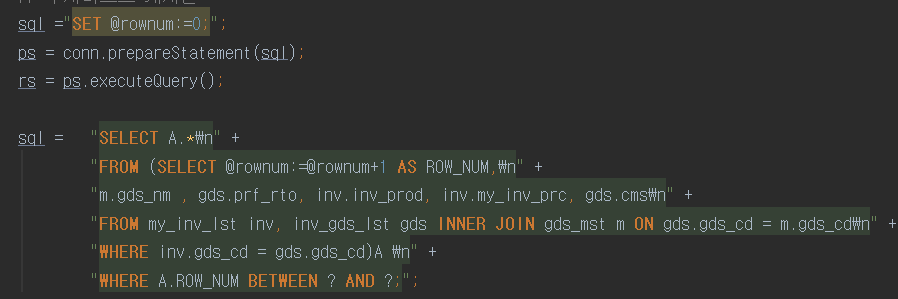 sql ="SET @rownum:=0;";
ps = conn.prepareStatement(sql);
rs = ps.executeQuery();
sql =   "SELECT A.*₩n" +
"FROM (SELECT @rownum:=@rownum+1 AS ROW_NUM,₩n" +
"m.gds_nm , gds.prf_rto, inv.inv_prod, inv.my_inv_prc, gds.cms₩n" +
"FROM my_inv_lst inv, inv_gds_lst gds INNER JOIN gds_mst m ON gds.gds_cd = m.gds_cd₩n" +
"WHERE inv.gds_cd = gds.gds_cd)A ₩n" +
"WHERE A.ROW_NUM BETWEEN ? AND ?;";